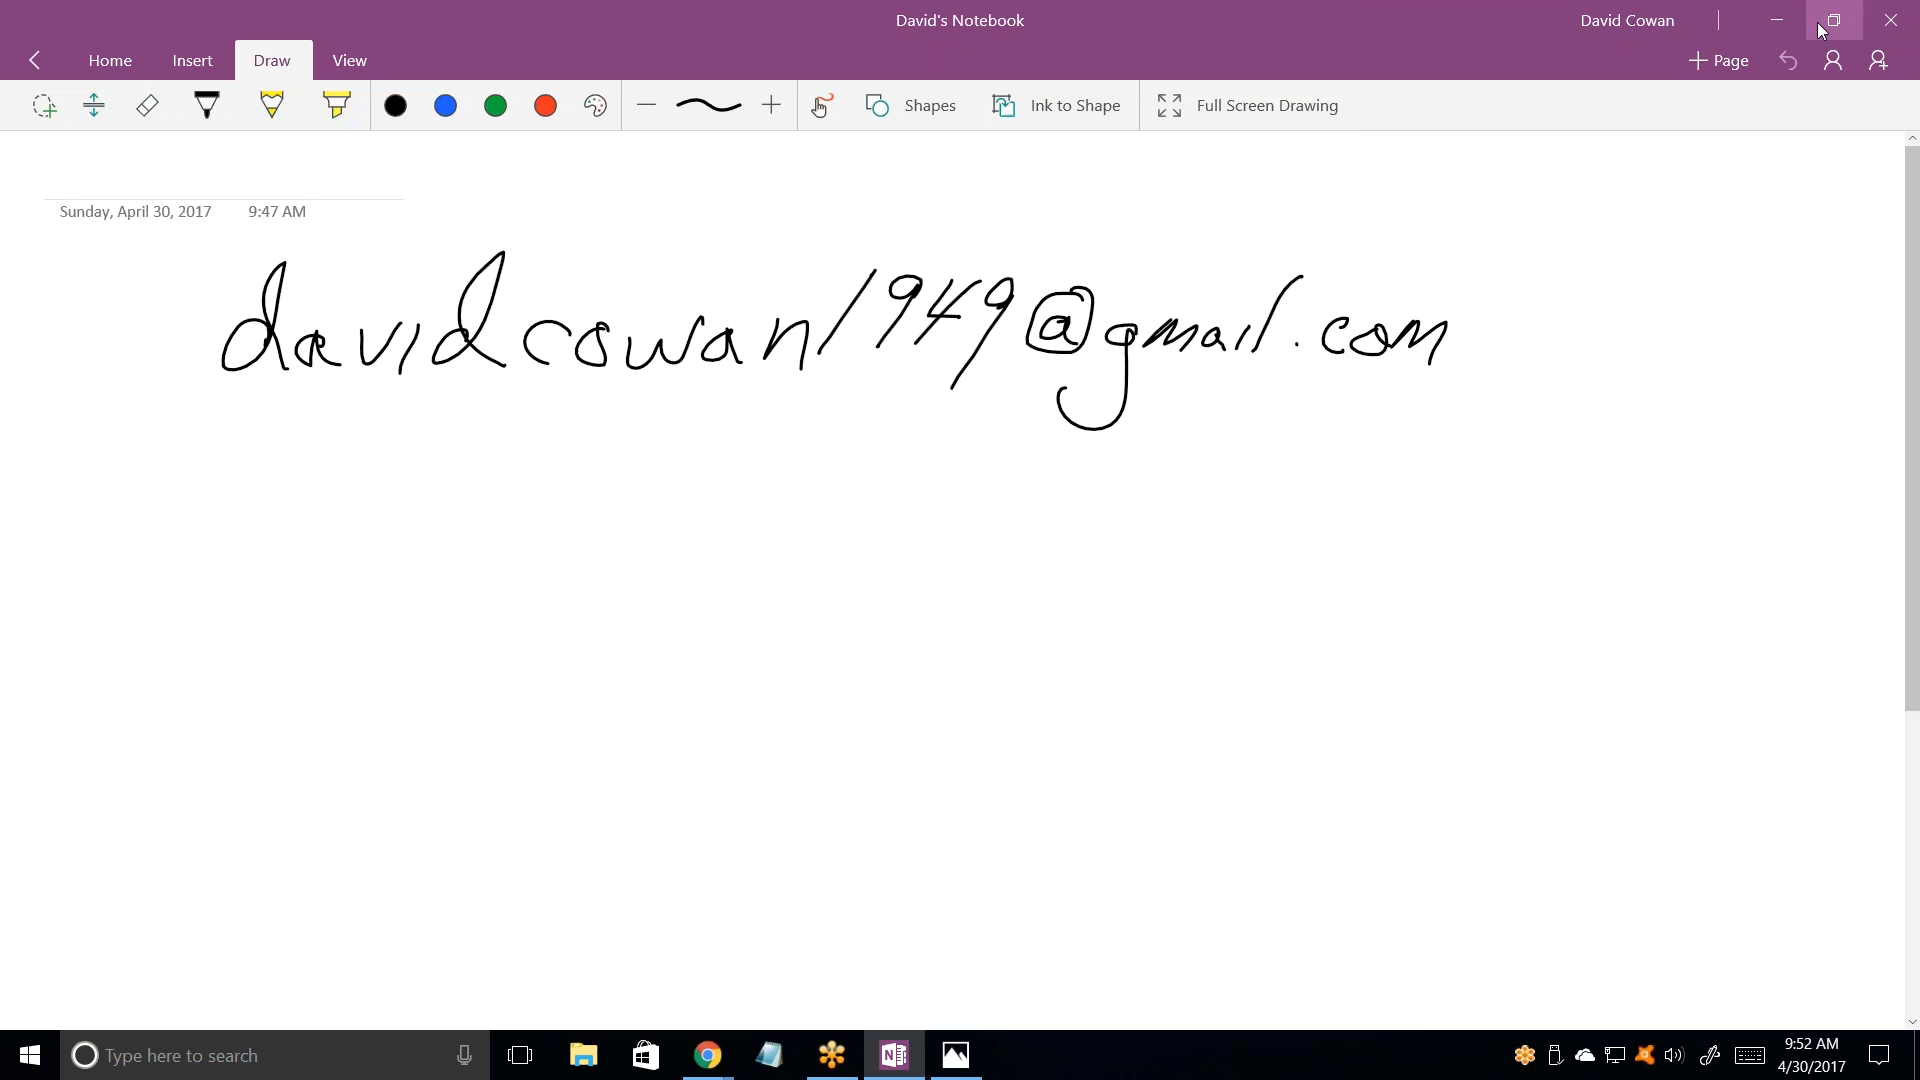 David's Notebook David Cowan
Home Insert Draw View Page
Shapes Ink to Shape Full Screen Drawing
Sunday, April 30, 2017 9:47 AM
davidcowan1949@gmail.com
Type here to search N 9:52 AM
4/30/2017